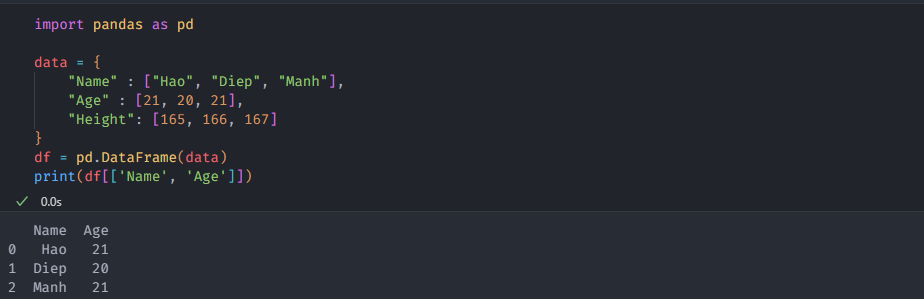 import pandas as pd
data = {
    "Name" : ["Hao", "Diep", "Manh"],
    "Age" : [21, 20, 21],
    "Height": [165, 166, 167]
}
df = pd.DataFrame(data)
print(df[['Name', 'Age']])
0.0s
   Name  Age
0   Hao   21
1  Diep   20
2  Manh   21